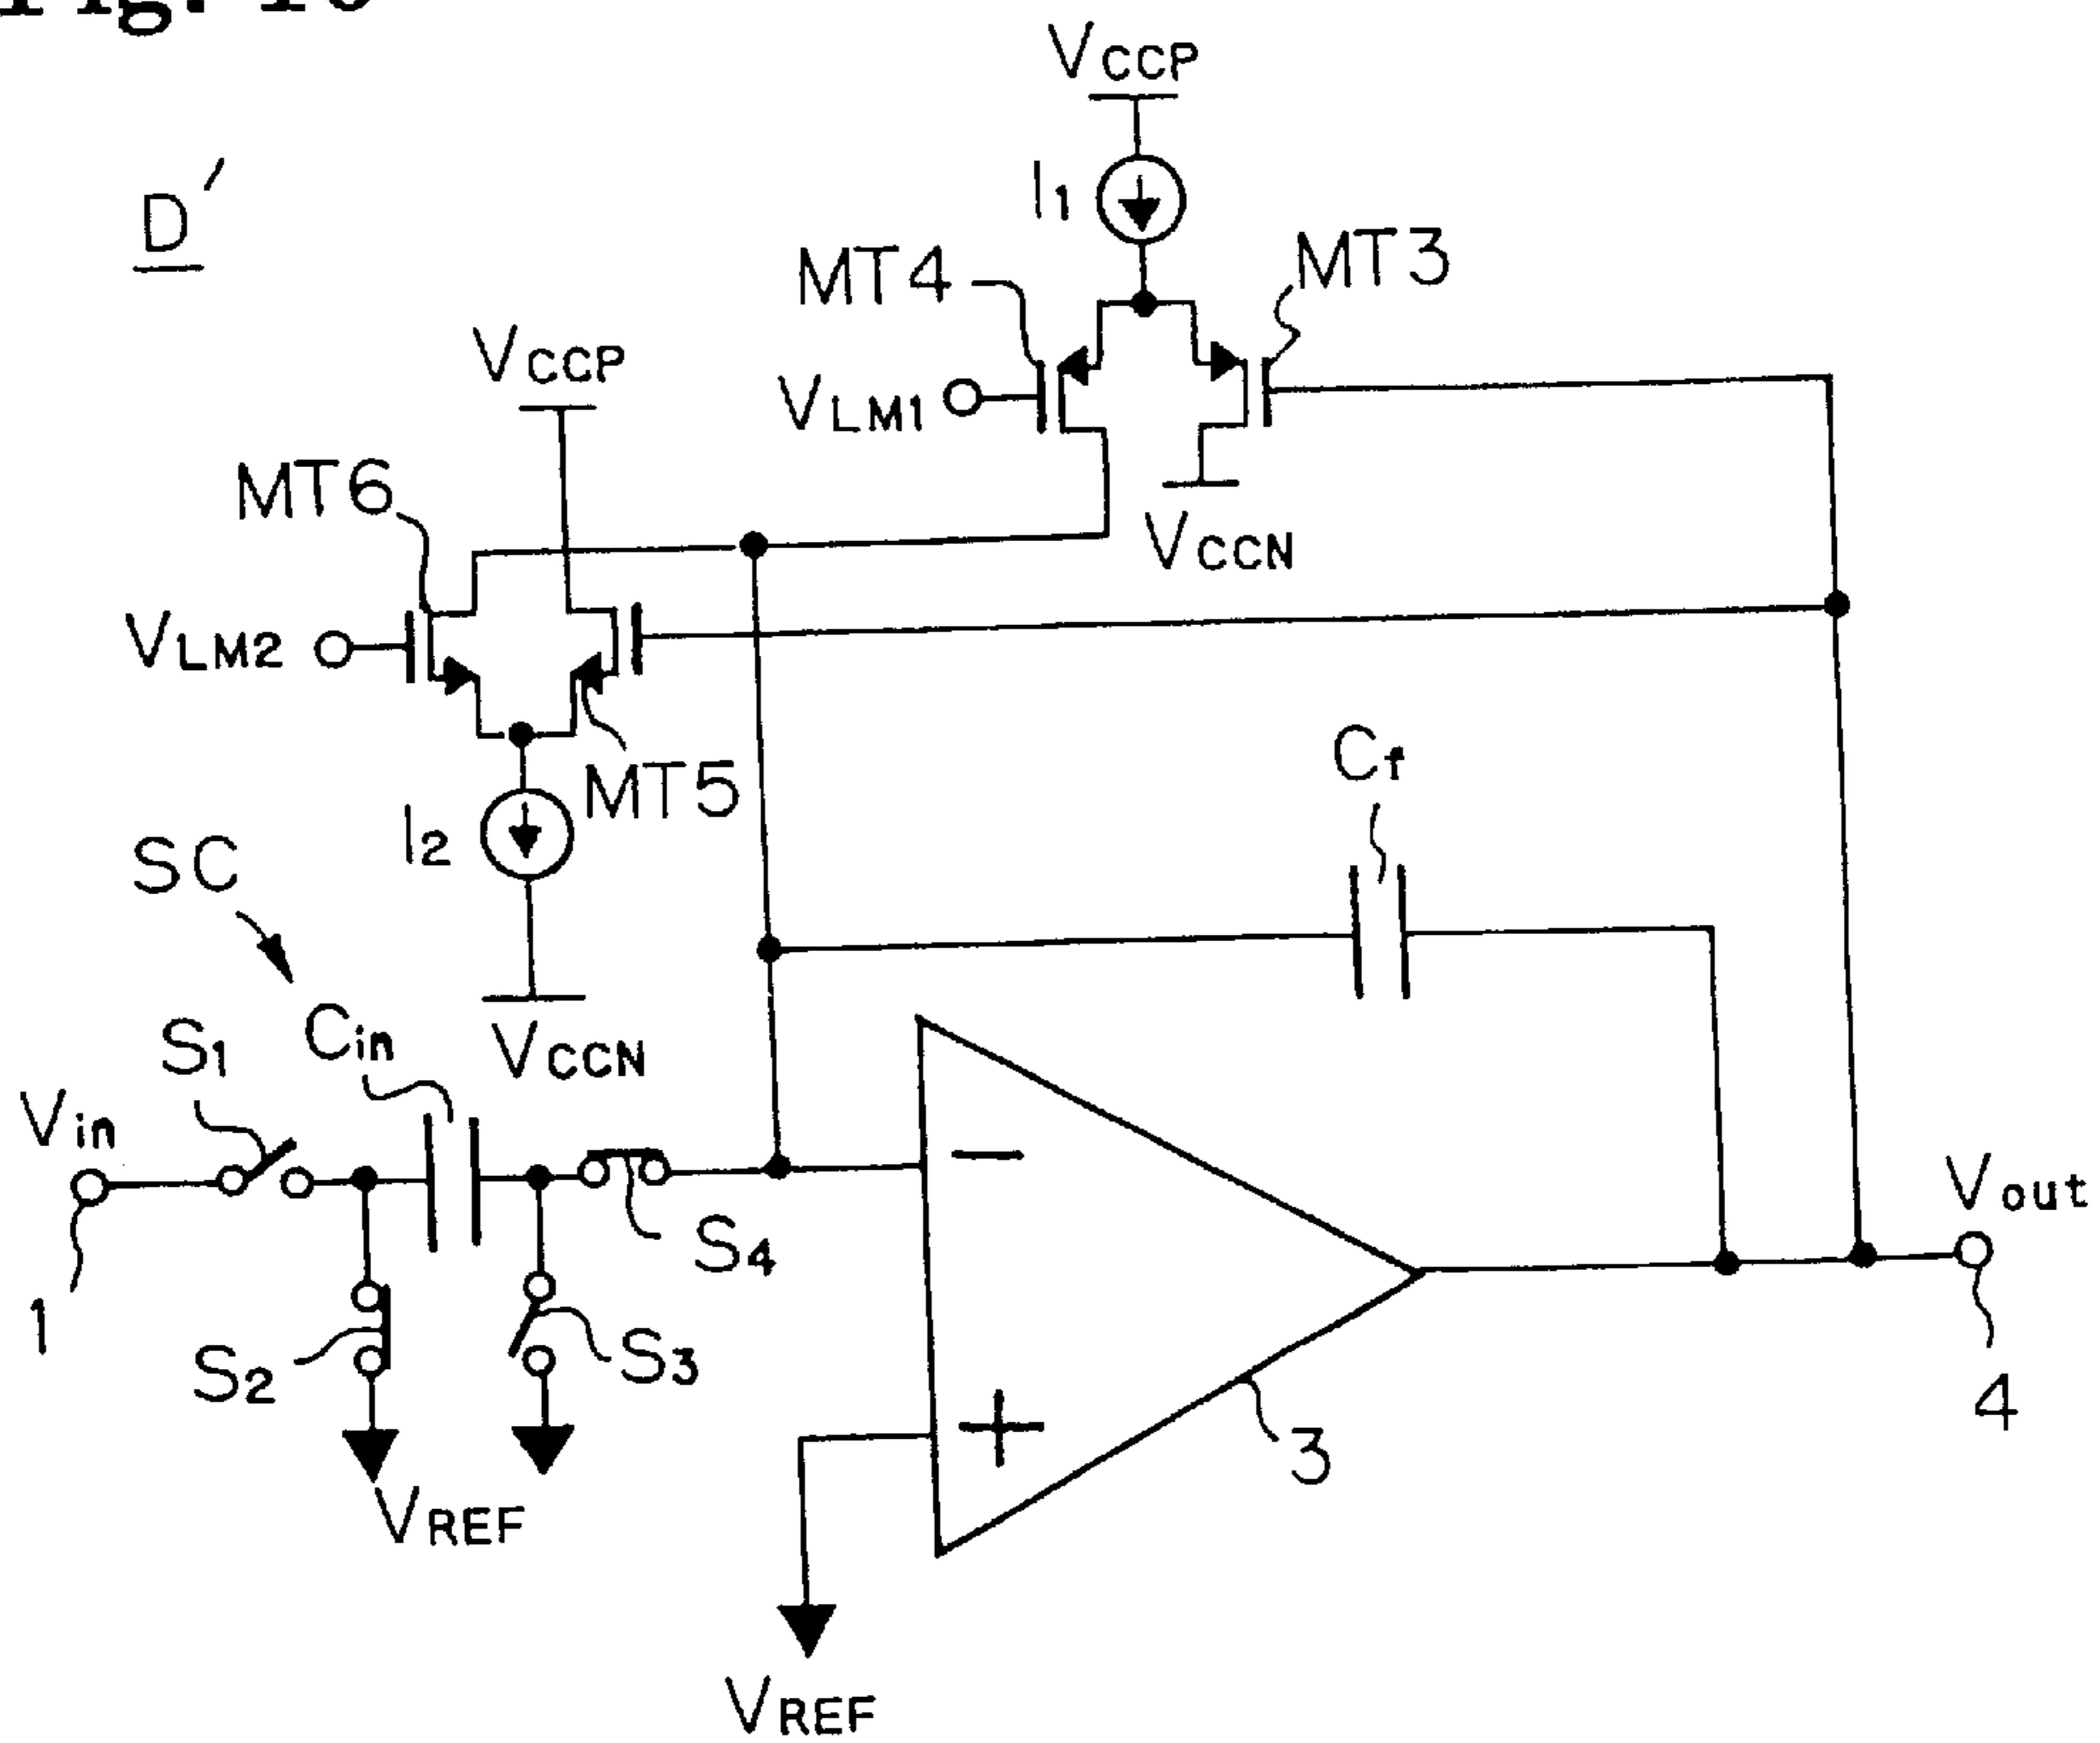 D'
VCCP
I1
MT4
MT3
VCCP
VLM1
MT6
VCCN
VLM2
Cf
MT5
I2
SC
Cin
S1
VCCN
Vin
−
Vout
S4
1
S2
S3
+
4
3
VREF
VREF